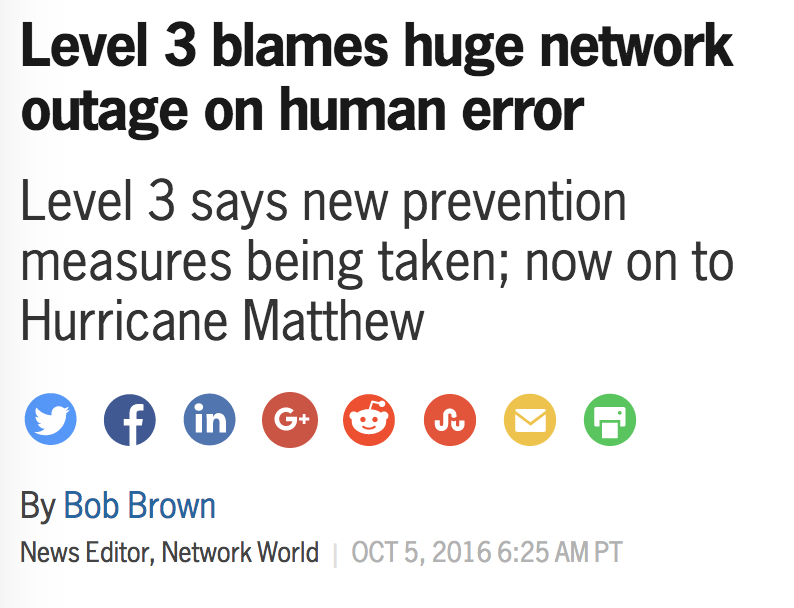 Level 3 blames huge network
outage on human error
Level 3 says new prevention
measures being taken; now on to
Hurricane Matthew
in G+
By Bob Brown
News Editor, Network World | OCT 5, 2016 6:25 AM PT